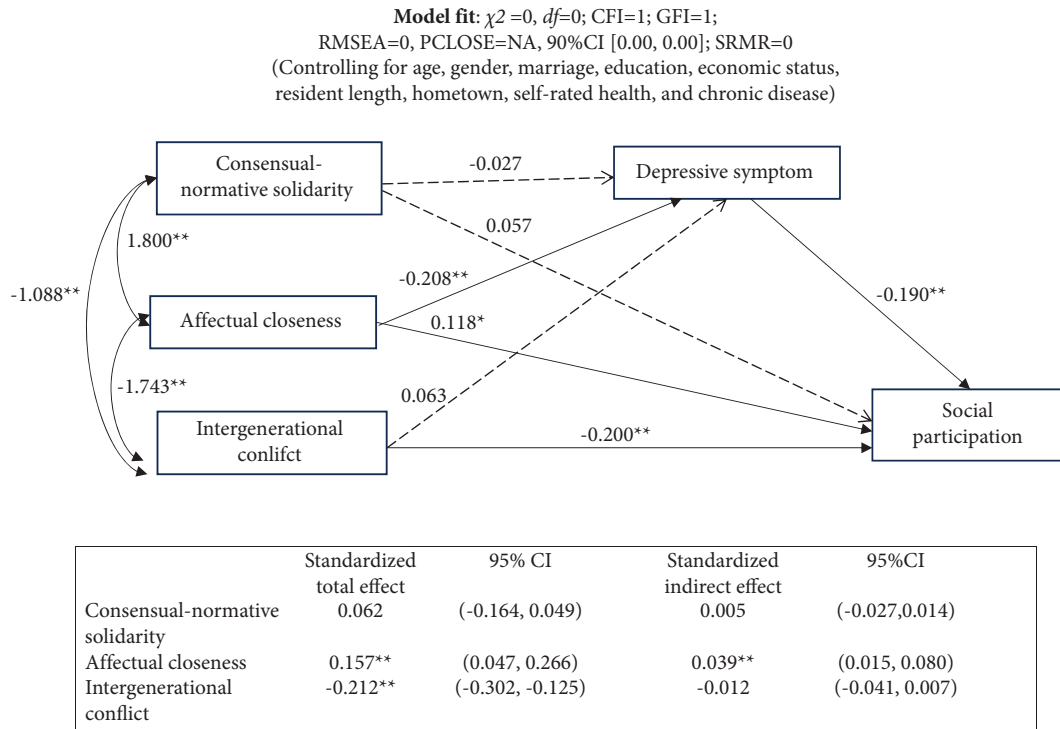 Model fit: χ2 =0, df=0; CFI=1; GFI=1;
RMSEA=0, PCLOSE=NA, 90%CI [0.00, 0.00]; SRMR=0
(Controlling for age, gender, marriage, education, economic status,
resident length, hometown, self-rated health, and chronic disease)
Consensual-
normative solidarity
-0.027
Depressive symptom
0.057
1.800**
-1.088**
-0.208**
-0.190**
Affectual closeness
0.118*
-1.743**
0.063
Intergenerational
conlifct
-0.200**
Social
participation
Standardized 95% CI Standardized 95%CI
total effect indirect effect
Consensual-normative 0.062 (-0.164, 0.049) 0.005 (-0.027,0.014)
solidarity
Affectual closeness 0.157** (0.047, 0.266) 0.039** (0.015, 0.080)
Intergenerational -0.212** (-0.302, -0.125) -0.012 (-0.041, 0.007)
conflict